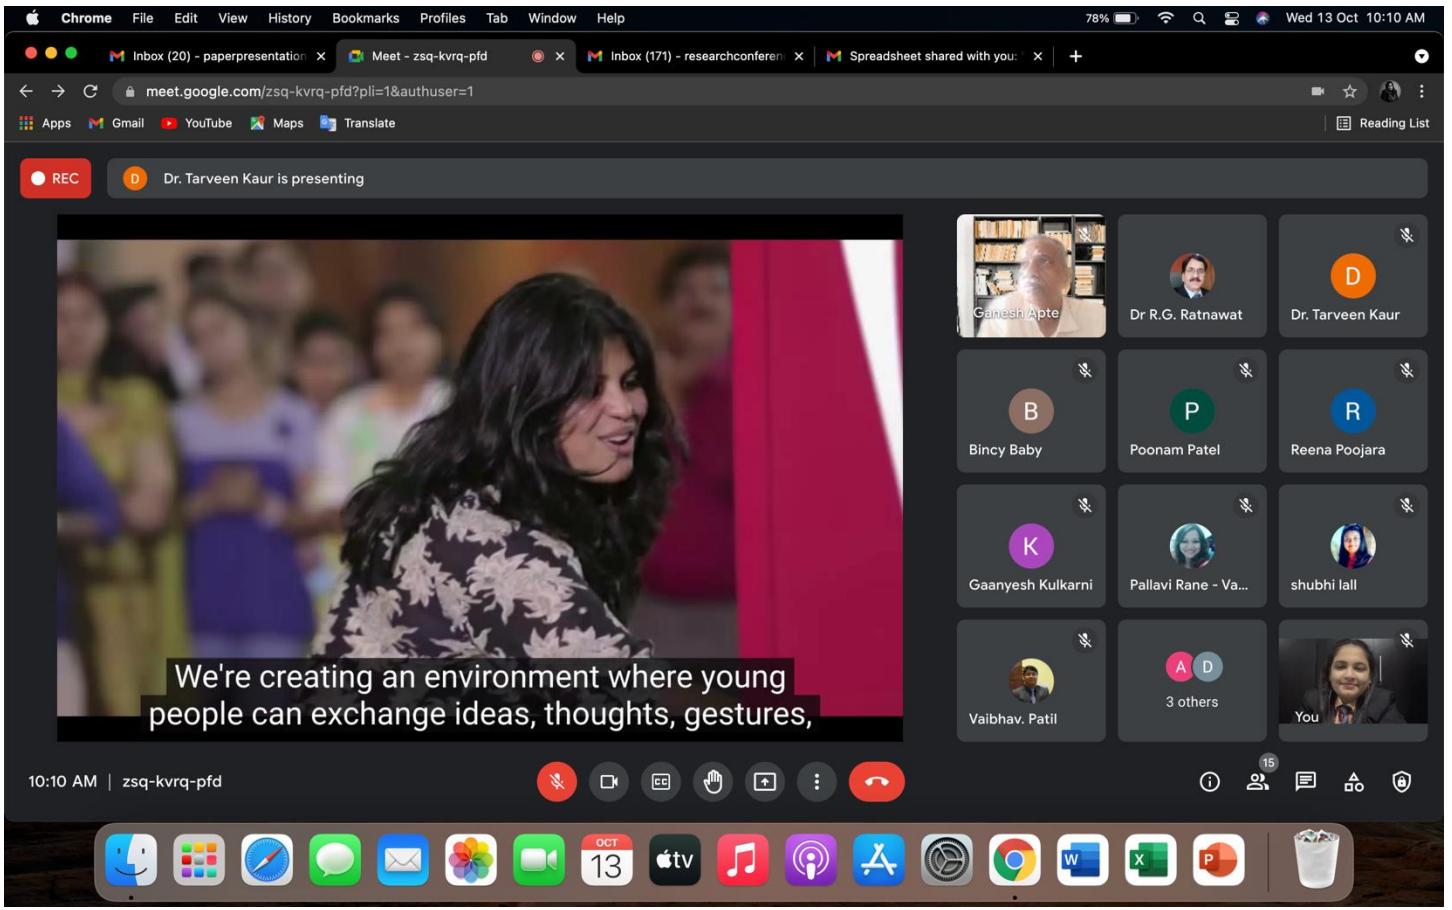 Chrome File Edit View History Bookmarks Profiles Tab Window Help 78% Wed 13 Oct 10:10 AM
Inbox (20) - paperpresentation Meet - zsq-kvrq-pfd Inbox (171) - researchconferen Spreadsheet shared with you:
meet.google.com/zsq-kvrq-pfd?pli=1&authuser=1
Apps Gmail YouTube Maps Translate Reading List
REC D Dr. Tarveen Kaur is presenting
Ganesh Apte Dr R.G. Ratnawat D Dr. Tarveen Kaur
B P R
Bincy Baby Poonam Patel Reena Poojara
K
Gaanyesh Kulkarni Pallavi Rane - Va... shubhi lall
A D
Vaibhav. Patil 3 others You
We're creating an environment where young
people can exchange ideas, thoughts, gestures,
10:10 AM | zsq-kvrq-pfd CC 15
OCT
13 tv W X P